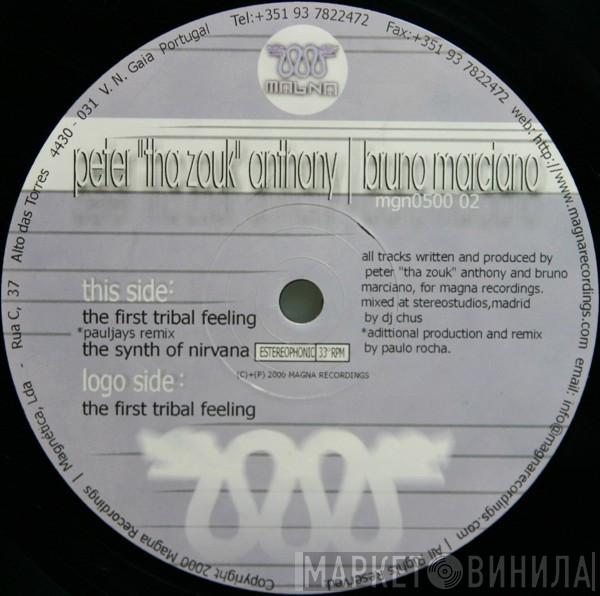 Magna Recordings | Magnética, Lda - Rua C, 37 Alto das Torres 4430 - 031 V. N. Gaia Portugal Tel:+351 93 7822472 Fax:+351 93 7822472 web: http://www.magnarecordings.com email: info@magnarecordings.com | All Rights Reserved. Copyright 2000
MAGNA
peter "tha zouk" anthony | bruno marciano
mgn0500 02
this side:
the first tribal feeling
*pauljays remix
the synth of nirvana ESTEREOPHONIC 33"RPM
(C)+(P) 2000 MAGNA RECORDINGS
logo side:
the first tribal feeling
all tracks written and produced by
peter "tha zouk" anthony and bruno
marciano, for magna recordings.
mixed at stereostudios,madrid
by dj chus
*adittional production and remix
by paulo rocha.
МАРКЕТ ВИНИЛА